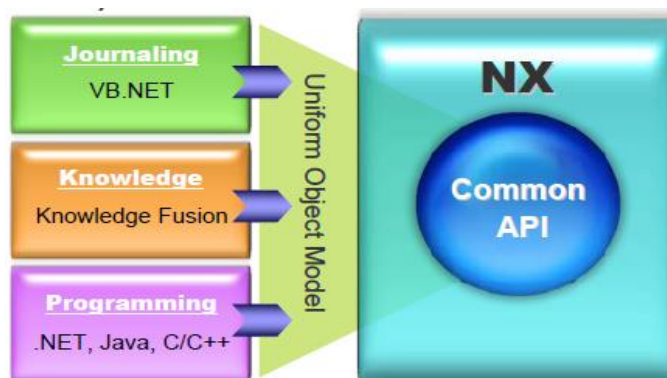 Journaling
VB.NET
Knowledge
Knowledge Fusion
Programming
.NET, Java, C/C++
Uniform Object Model
NX
Common
API